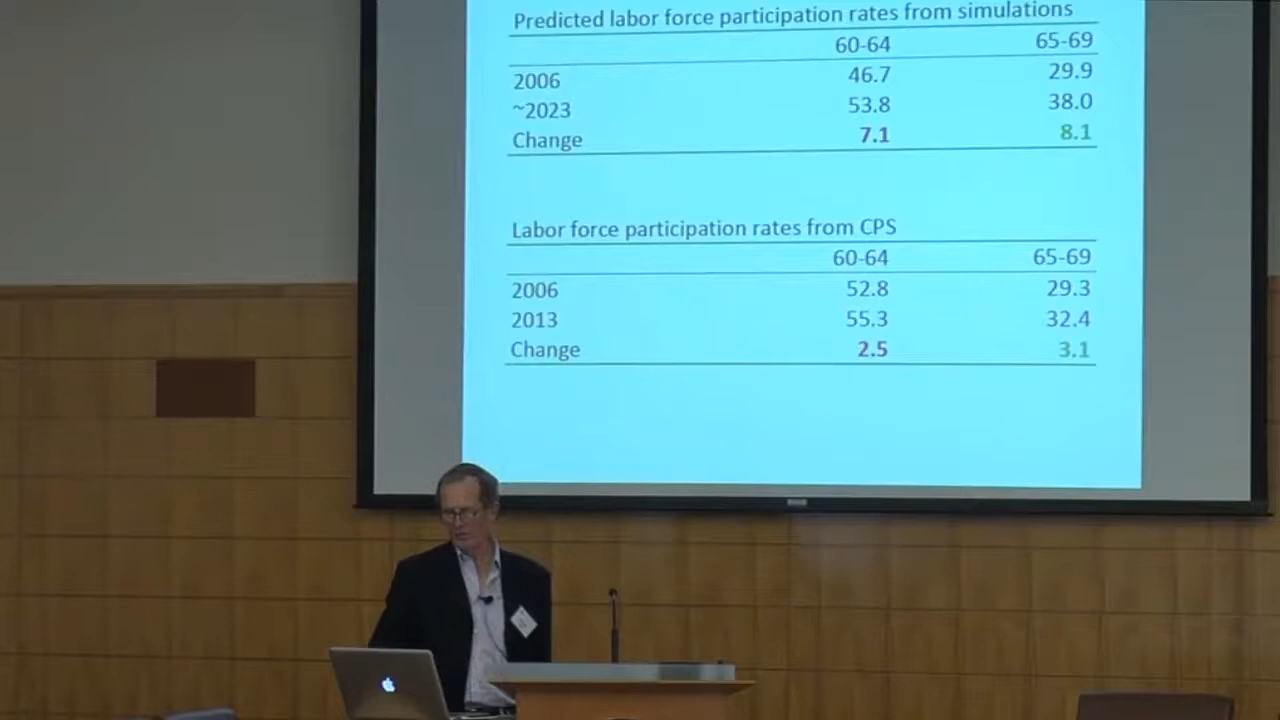 Predicted labor force participation rates from simulations
60-64 65-69
2006 46.7 29.9
~2023 53.8 38.0
Change 7.1 8.1
Labor force participation rates from CPS
60-64 65-69
2006 52.8 29.3
2013 55.3 32.4
Change 2.5 3.1